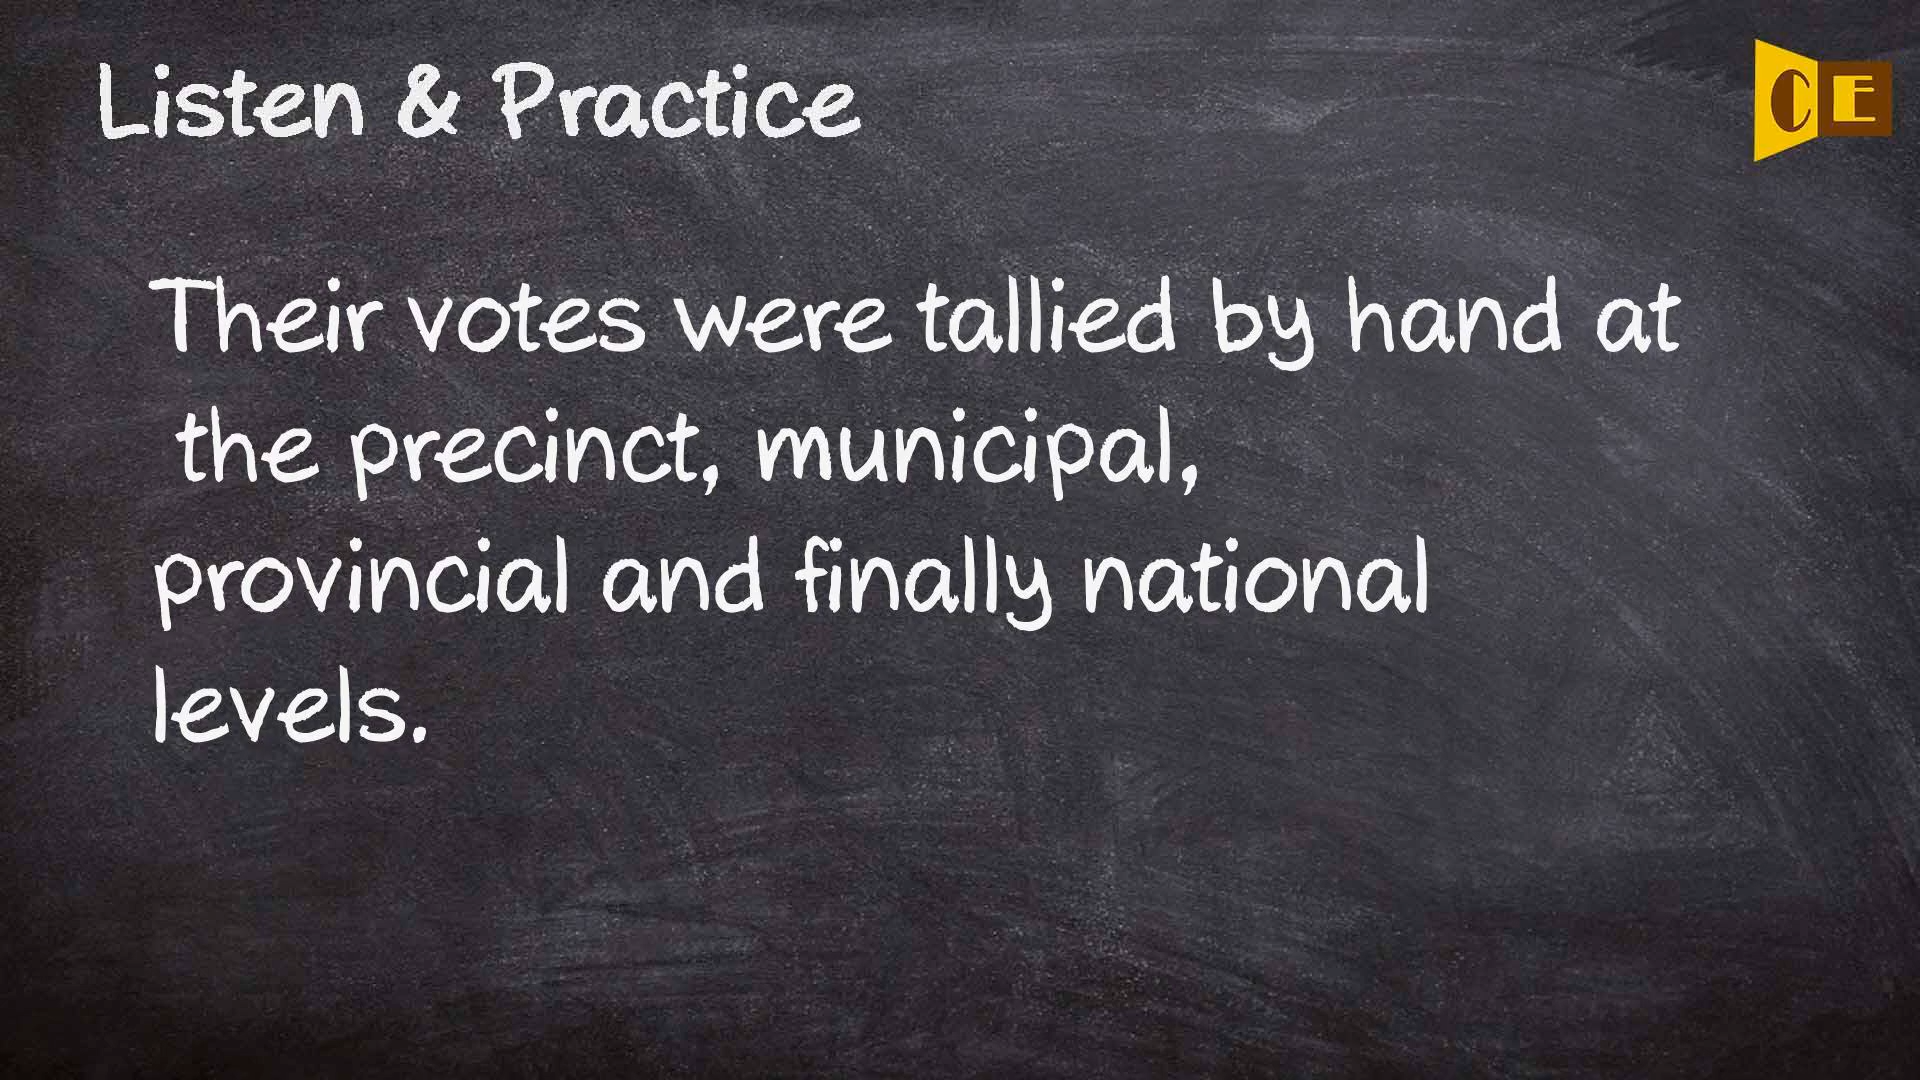 Listen & Practice
CE
Their votes were tallied by hand at
the precinct, municipal,
provincial and finally national
levels.